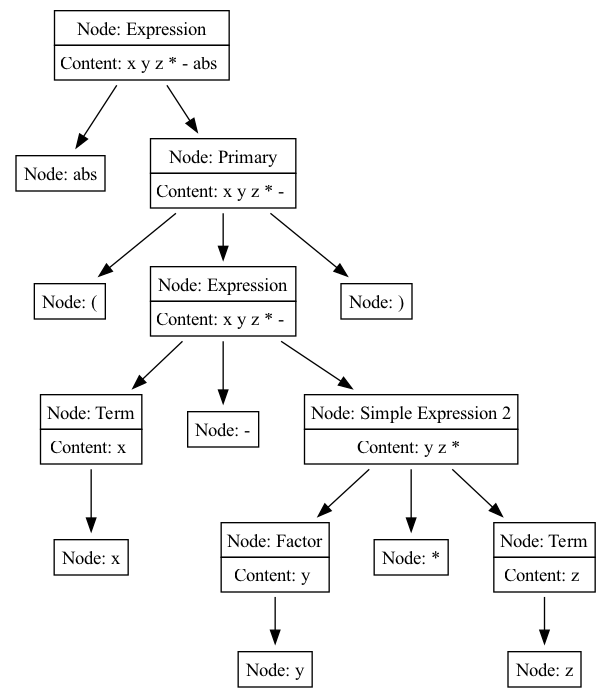 Node: Expression
Content: x y z * - abs
Node: abs
Node: Primary
Content: x y z * -
Node: (
Node: Expression
Content: x y z * -
Node: )
Node: Term
Content: x
Node: -
Node: Simple Expression 2
Content: y z *
Node: x
Node: Factor
Content: y
Node: *
Node: Term
Content: z
Node: y
Node: z